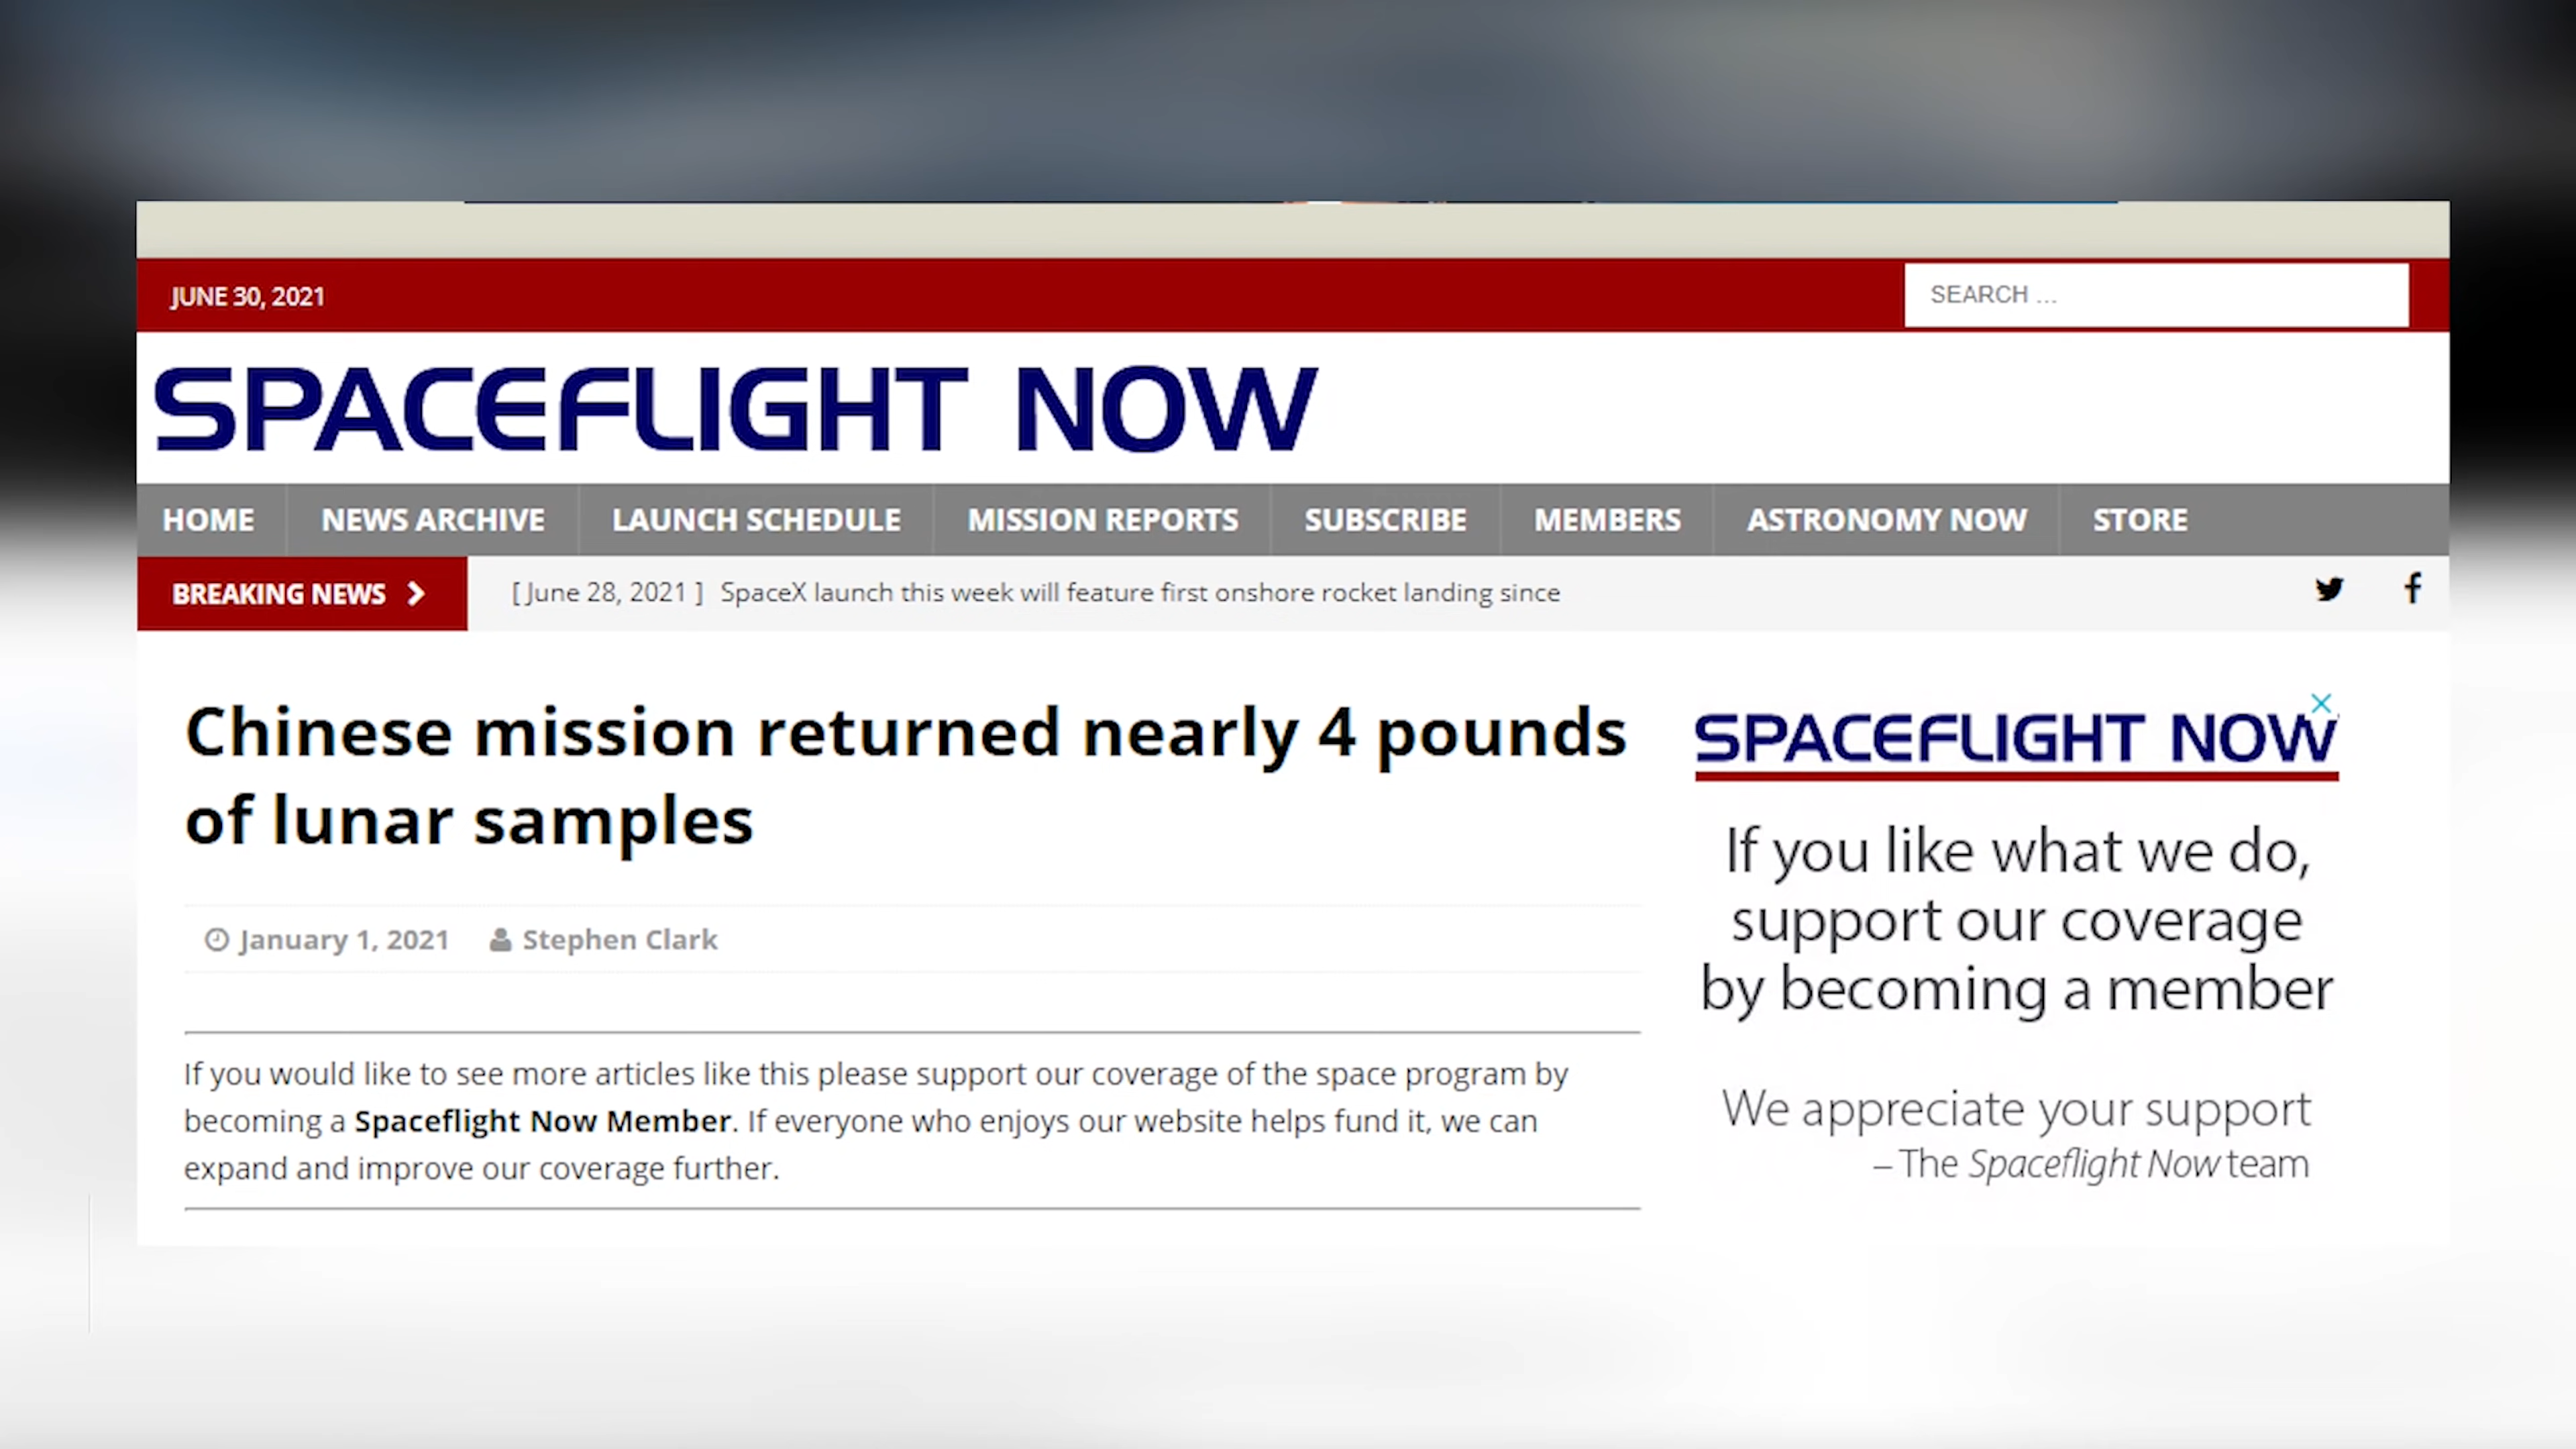 JUNE 30, 2021
SEARCH ...
SPACEFLIGHT NOW
HOME NEWS ARCHIVE LAUNCH SCHEDULE MISSION REPORTS SUBSCRIBE MEMBERS ASTRONOMY NOW STORE
BREAKING NEWS
[ June 28, 2021 ] SpaceX launch this week will feature first onshore rocket landing since
Chinese mission returned nearly 4 pounds
of lunar samples
January 1, 2021 Stephen Clark
If you would like to see more articles like this please support our coverage of the space program by
becoming a Spaceflight Now Member. If everyone who enjoys our website helps fund it, we can
expand and improve our coverage further.
SPACEFLIGHT NOW
If you like what we do,
support our coverage
by becoming a member
We appreciate your support
– The Spaceflight Now team